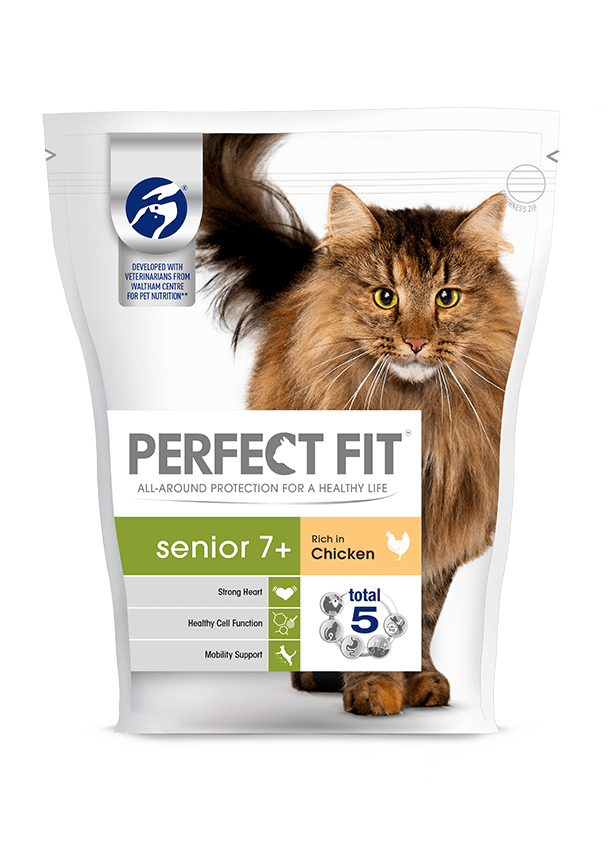 ®
DEVELOPED WITH
VETERINARIANS FROM
WALTHAM CENTRE
FOR PET NUTRITION**
PERFECT FIT™
ALL-AROUND PROTECTION FOR A HEALTHY LIFE
senior 7+
Rich in
Chicken
Strong Heart
Healthy Cell Function
Mobility Support
total
5